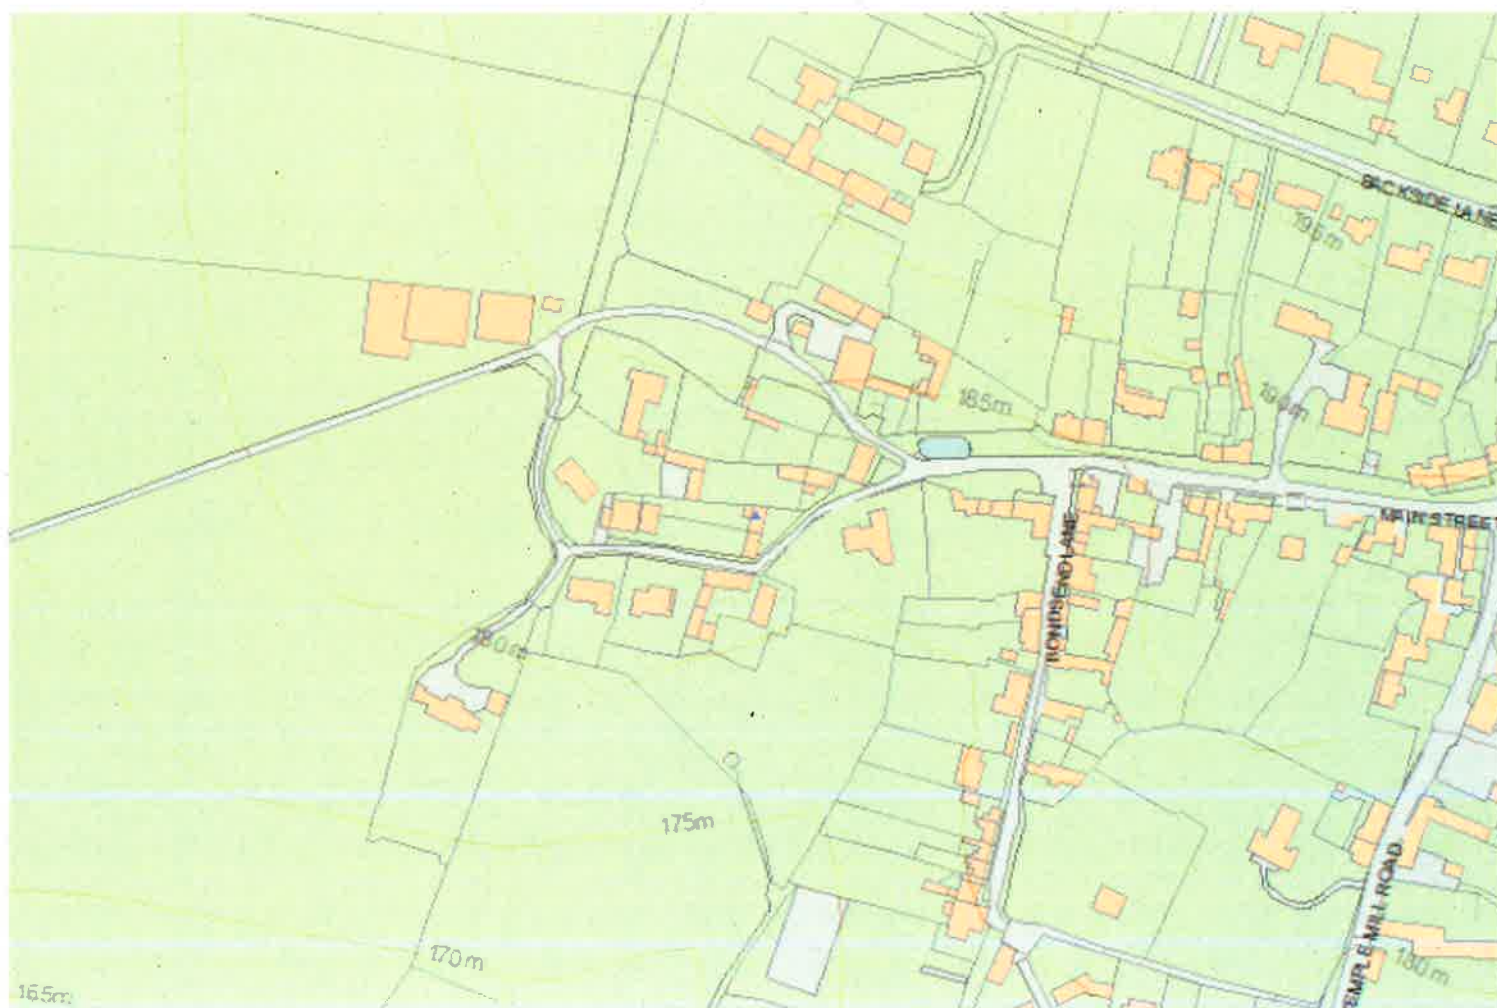 BACKSIDE LANE
195m
185m
190m
MAIN STREET
BONDSEND LANE
180m
175m
TEMPLE MILL ROAD
170m
180m
165m